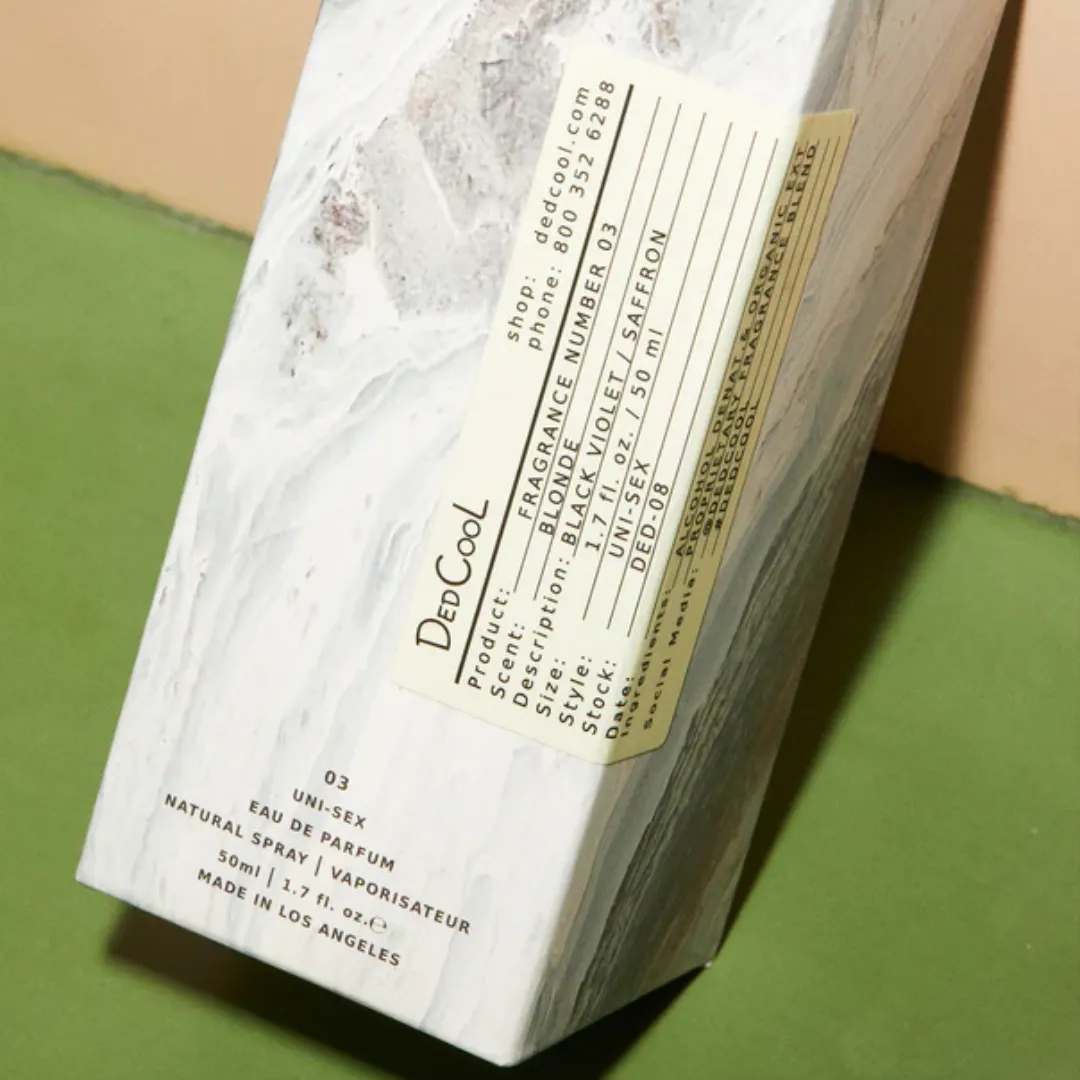 DEDCOOL
shop: dedcool.com
phone: 800 352 6288
Product: FRAGRANCE NUMBER 03
Scent: BLONDE
Description: BLACK VIOLET / SAFFRON
Size: 1.7 fl. oz. / 50 ml
Style: UNI-SEX
Stock: DED-08
Date:
Ingredients: ALCOHOL DENAT & ORGANIC EXT
PROPRIETARY FRAGRANCE BLEND
Social Media: @DEDCOOL
#DEDCOOL
03
UNI-SEX
EAU DE PARFUM
NATURAL SPRAY | VAPORISATEUR
50ml | 1.7 fl. oz.℮
MADE IN LOS ANGELES